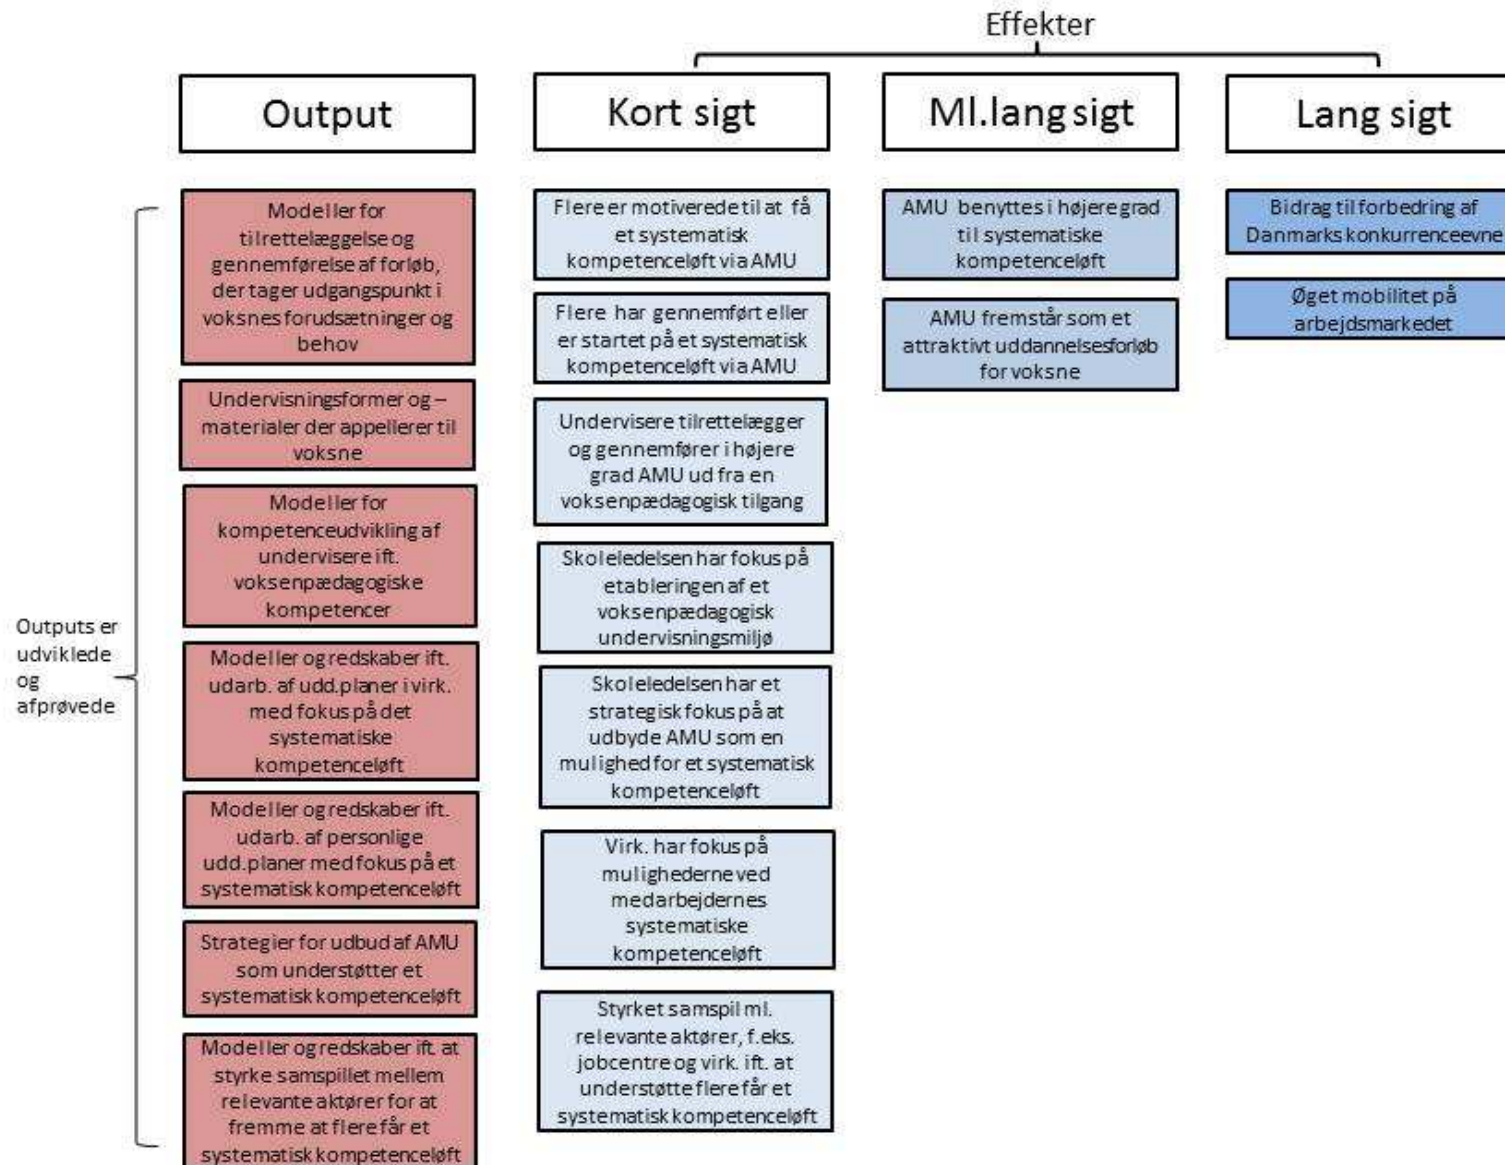 Effekter
Output
Kort sigt
Ml.lang sigt
Lang sigt
Outputs er
udviklede
og
afprøvede
Modeller for
tilrettelæggelse og
gennemførelse af forløb,
der tager udgangspunkt i
voksnes forudsætninger og
behov
Undervisningsformer og –
materialer der appellerer til
voksne
Modeller for
kompetenceudvikling af
undervisere ift.
voksenpædagogiske
kompetencer
Modeller og redskaber ift.
udarb. af udd.planer i virk.
med fokus på det
systematiske
kompetenceløft
Modeller og redskaber ift.
udarb. af personlige
udd.planer med fokus på et
systematisk kompetenceløft
Strategier for udbud af AMU
som understøtter et
systematisk kompetenceløft
Modeller og redskaber ift. at
styrke samspillet mellem
relevante aktører for at
fremme at flere får et
systematisk kompetenceløft
Flere er motiverede til at få
et systematisk
kompetenceløft via AMU
Flere har gennemført eller
er startet på et systematisk
kompetenceløft via AMU
Undervisere tilrettelægger
og gennemfører i højere
grad AMU ud fra en
voksenpædagogisk tilgang
Skoleledelsen har fokus på
etableringen af et
voksenpædagogisk
undervisningsmiljø
Skoleledelsen har et
strategisk fokus på at
udbyde AMU som en
mulighed for et systematisk
kompetenceløft
Virk. har fokus på
mulighederne ved
medarbejdernes
systematiske
kompetenceløft
Styrket samspil ml.
relevante aktører, f.eks.
jobcentre og virk. ift. at
understøtte flere får et
systematisk kompetenceløft
AMU benyttes i højere grad
til systematiske
kompetenceløft
AMU fremstår som et
attraktivt uddannelsesforløb
for voksne
Bidrag til forbedring af
Danmarks konkurrenceevne
Øget mobilitet på
arbejdsmarkedet